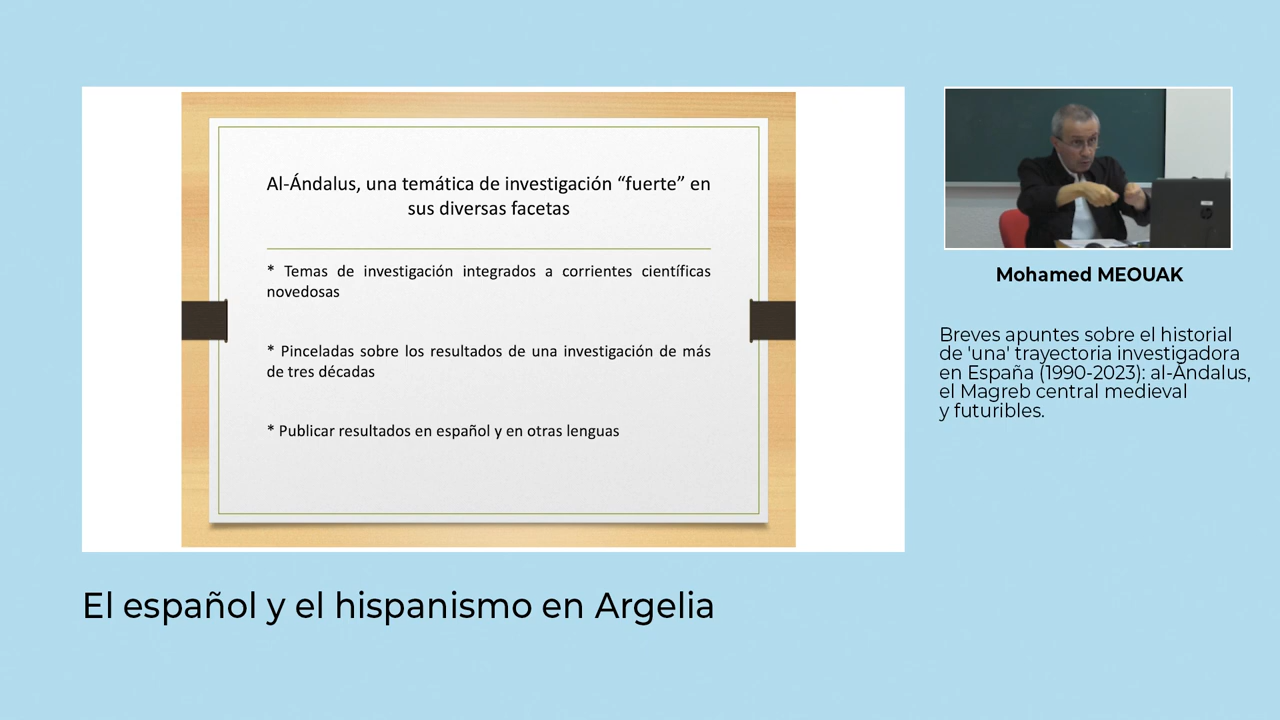 Al-Ándalus, una temática de investigación “fuerte” en
sus diversas facetas
* Temas de investigación integrados a corrientes científicas
novedosas
* Pinceladas sobre los resultados de una investigación de más
de tres décadas
* Publicar resultados en español y en otras lenguas
Mohamed MEOUAK
Breves apuntes sobre el historial
de 'una' trayectoria investigadora
en España (1990-2023): al-Ándalus,
el Magreb central medieval
y futuribles.
El español y el hispanismo en Argelia